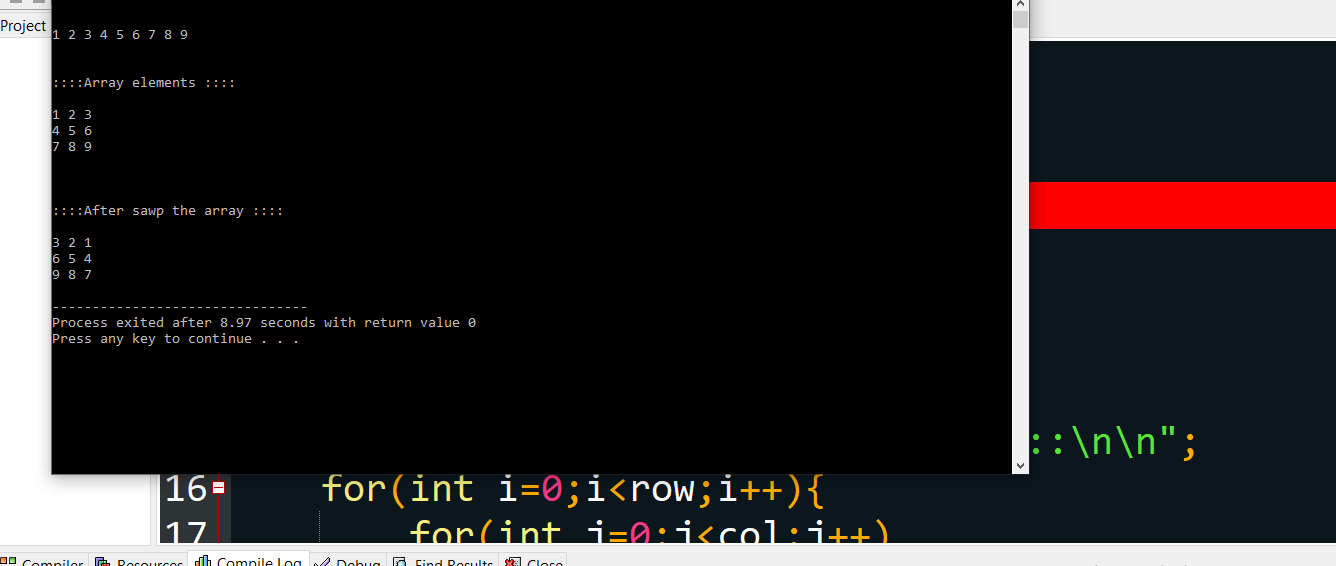 Project
1 2 3 4 5 6 7 8 9
::::Array elements ::::
1 2 3
4 5 6
7 8 9
::::After sawp the array ::::
3 2 1
6 5 4
9 8 7
--------------------------------
Process exited after 8.97 seconds with return value 0
Press any key to continue . . .
::\n\n";
16 for(int i=0;i<row;i++){
17 for(int j=0;j<col;j++)
Compiler Resources Compile Log Debug Find Results Close